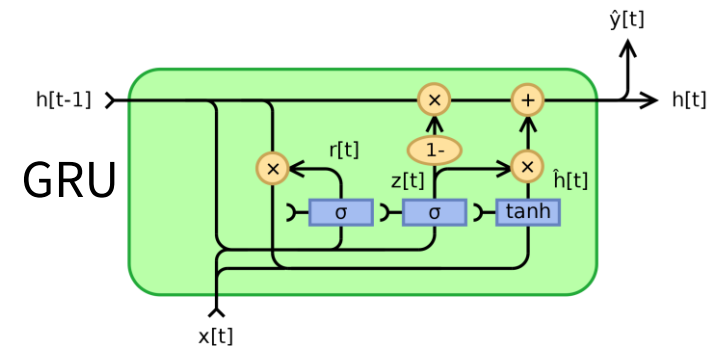 ŷ[t]
h[t-1]
×
+
h[t]
1-
r[t]
×
z[t]
×
ĥ[t]
GRU
σ
σ
tanh
x[t]